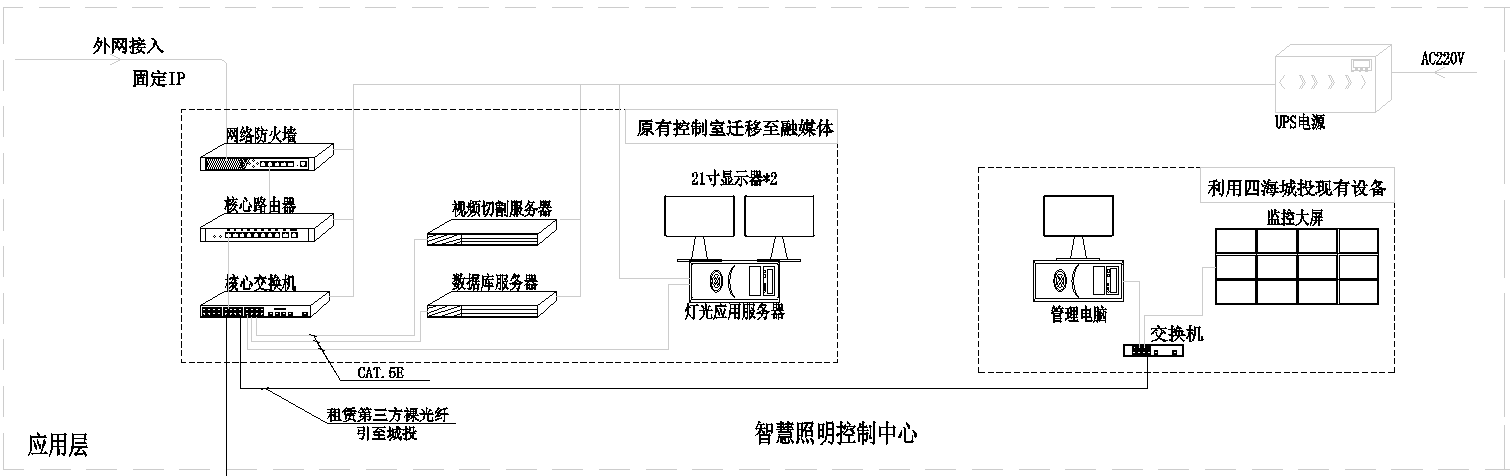 外网接入
固定IP
AC220V
UPS电源
网络防火墙
原有控制室迁移至融媒体
21寸显示器*2
利用四海城投现有设备
核心路由器
视频切割服务器
监控大屏
核心交换机
数据库服务器
灯光应用服务器
管理电脑
交换机
CAT.5E
租赁第三方裸光纤
引至城投
应用层
智慧照明控制中心